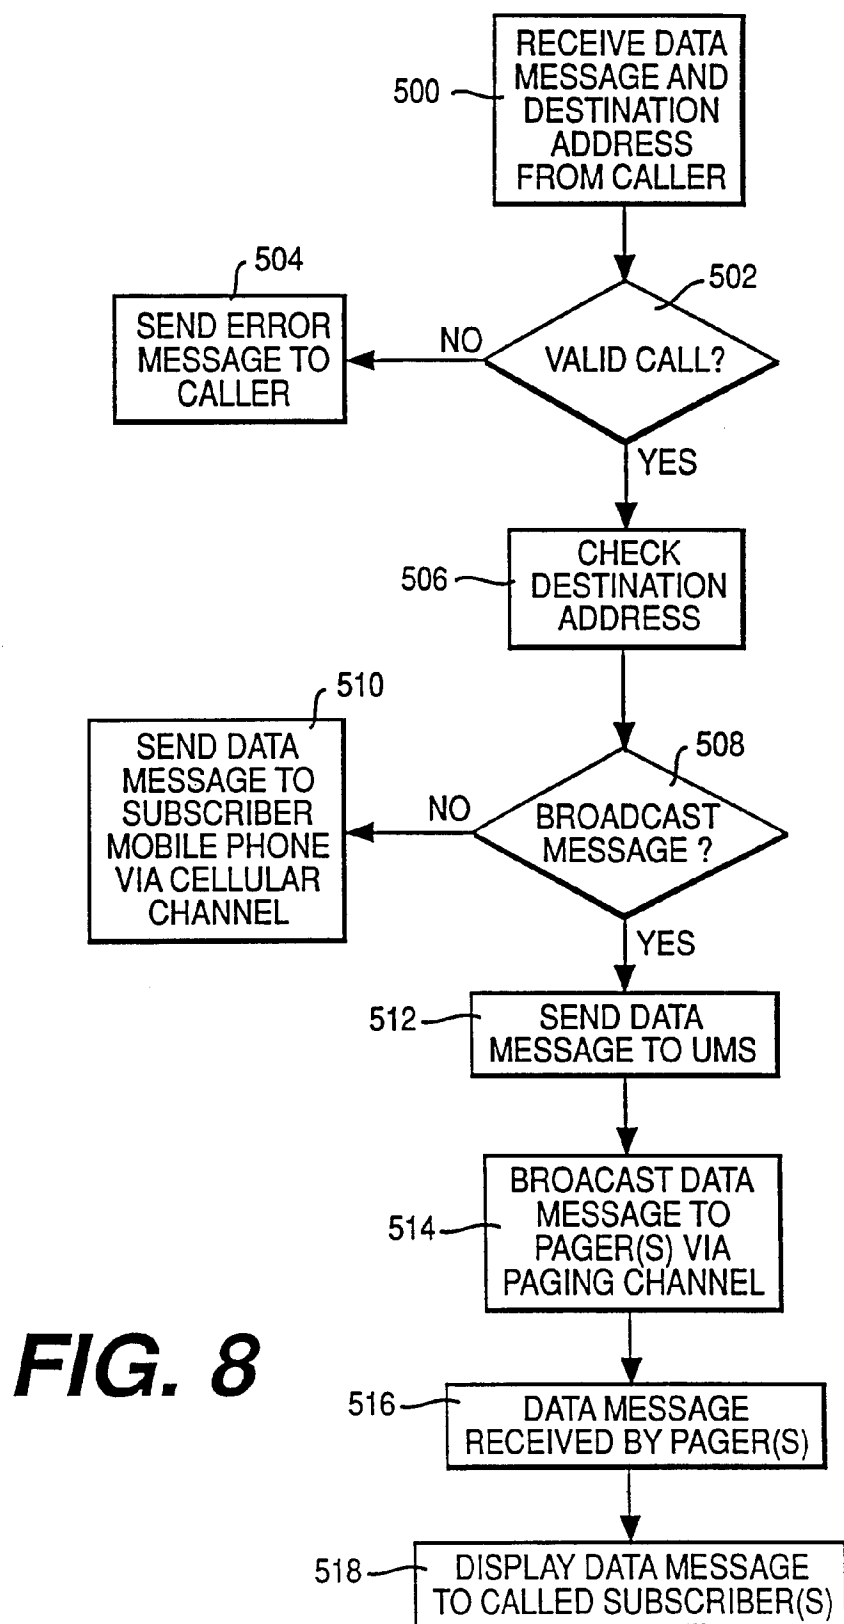 RECEIVE DATA
MESSAGE AND
DESTINATION
ADDRESS
FROM CALLER
500
504
502
SEND ERROR
MESSAGE TO
CALLER
NO
VALID CALL?
YES
506
CHECK
DESTINATION
ADDRESS
510
508
SEND DATA
MESSAGE TO
SUBSCRIBER
MOBILE PHONE
VIA CELLULAR
CHANNEL
NO
BROADCAST
MESSAGE ?
YES
512
SEND DATA
MESSAGE TO UMS
514
BROACAST DATA
MESSAGE TO
PAGER(S) VIA
PAGING CHANNEL
FIG. 8
516
DATA MESSAGE
RECEIVED BY PAGER(S)
518
DISPLAY DATA MESSAGE
TO CALLED SUBSCRIBER(S)